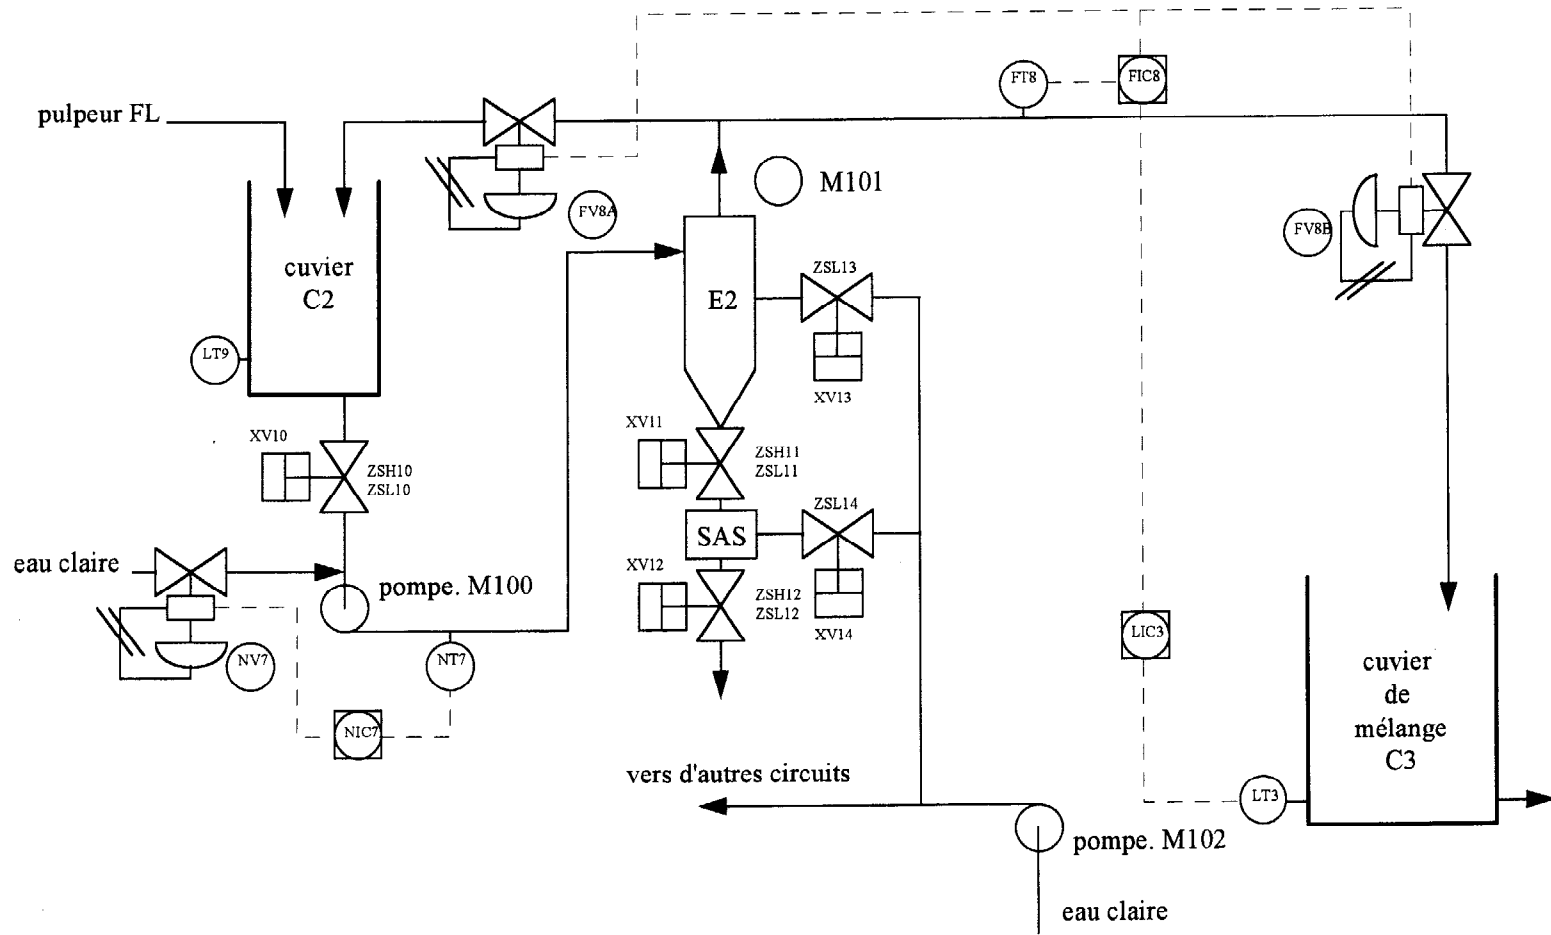 FT8
FIC8
pulpeur FL
M101
FV8A
FV8B
cuvier
C2
E2
ZSL13
LT9
XV13
XV10
ZSH10
ZSL10
XV11
ZSH11
ZSL11
ZSL14
SAS
eau claire
pompe. M100
XV12
ZSH12
ZSL12
XV14
NV7
NT7
LIC3
NIC7
cuvier
de
mélange
C3
vers d'autres circuits
LT3
pompe. M102
eau claire